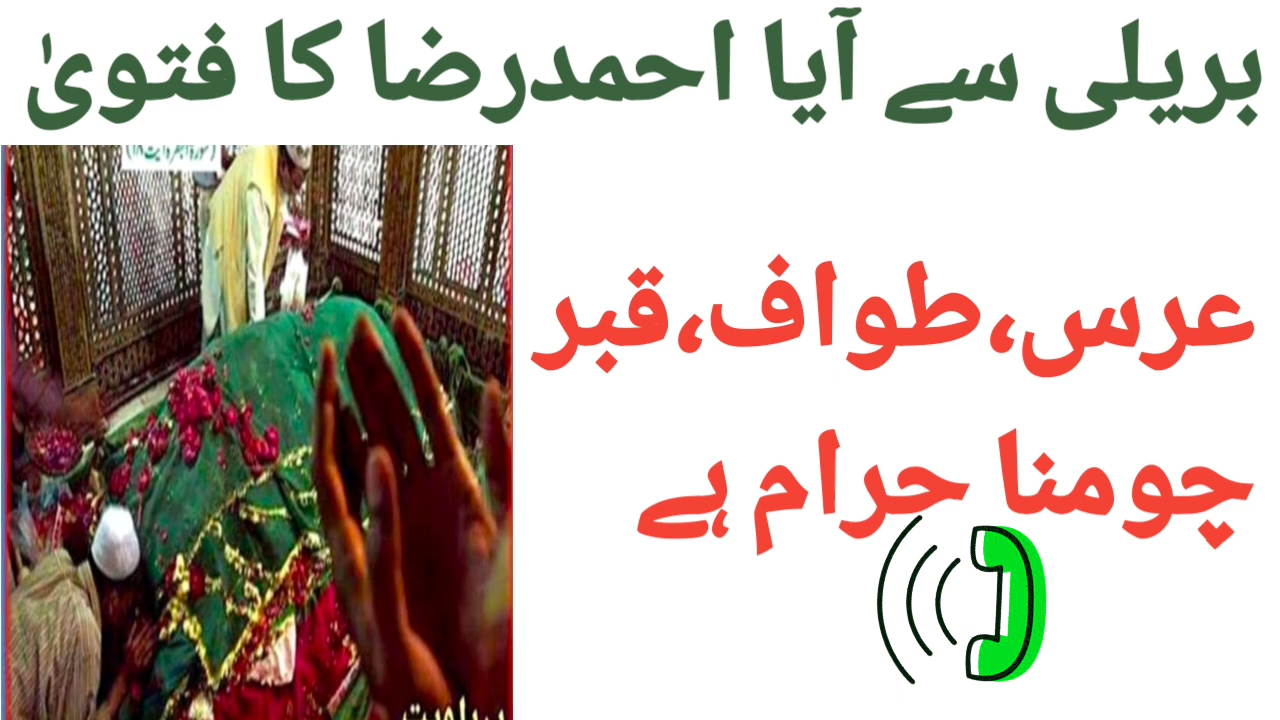 بریلی سے آیا احمدرضا کا فتویٰ
عرس،طواف،قبر
چومنا حرام ہے